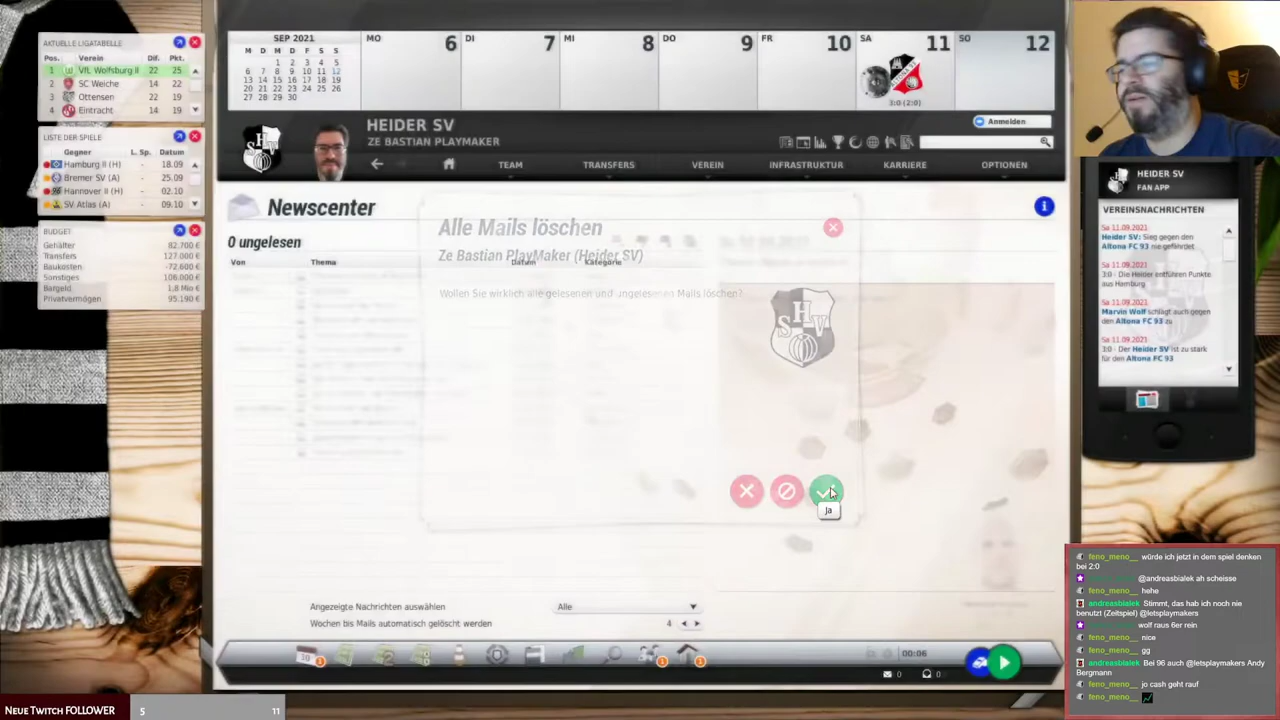 AKTUELLE LIGATABELLE
Pos. Verein Dif. Pkt.
1 VfL Wolfsburg II 22 25
2 SC Weiche 14 22
3 Ottensen 22 19
4 Eintracht 14 19
LISTE DER SPIELE
Gegner L. Sp. Datum
Hamburg II (H) - 18.09
Bremer SV (A) - 25.09
Hannover II (H) - 02.10
SV Atlas (A) - 09.10
BUDGET
Gehälter 82.700 €
Transfers 127.000 €
Baukosten -72.600 €
Sonstiges 106.000 €
Bargeld 1,8 Mio €
Privatvermögen 95.190 €
SEP 2021
M D M D F S S
1 2 3 4 5
6 7 8 9 10 11 12
13 14 15 16 17 18 19
20 21 22 23 24 25 26
27 28 29 30
MO 6 DI 7 MI 8 DO 9 FR 10 SA 11 SO 12
3:0 (2:0)
HEIDER SV
ZE BASTIAN PLAYMAKER
Anmelden
TEAM TRANSFERS VEREIN INFRASTRUKTUR KARRIERE OPTIONEN
Newscenter
0 ungelesen
Von Thema Datum Kategorie
Alle Mails löschen
Ze Bastian PlayMaker (Heider SV)
Wollen Sie wirklich alle gelesenen und ungelesenen Mails löschen?
Ja
Angezeigte Nachrichten auswählen Alle
Wochen bis Mails automatisch gelöscht werden 4
00:06
0 0
HEIDER SV
FAN APP
VEREINSNACHRICHTEN
Sa 11.09.2021
Heider SV: Sieg gegen den
Altona FC 93 nie gefährdet
Sa 11.09.2021
3:0 - Die Heider entführen Punkte
aus Hamburg
Sa 11.09.2021
Marvin Wolf schlägt auch gegen
den Altona FC 93 zu
Sa 11.09.2021
3:0 - Der Heider SV ist zu stark
für den Altona FC 93
feno_meno__ würde ich jetzt in dem spiel denken
bei 2:0
@andreasbialek ah scheisse
feno_meno__ hehe
andreasbialek Stimmt, das hab ich noch nie
benutzt (Zeitspiel) @letsplaymakers
wolf raus 6er rein
feno_meno__ nice
feno_meno__ gg
andreasbialek Bei 96 auch @letsplaymakers Andy
Bergmann
feno_meno__ jo cash geht rauf
feno_meno__
NEUE TWITCH FOLLOWER 5 11